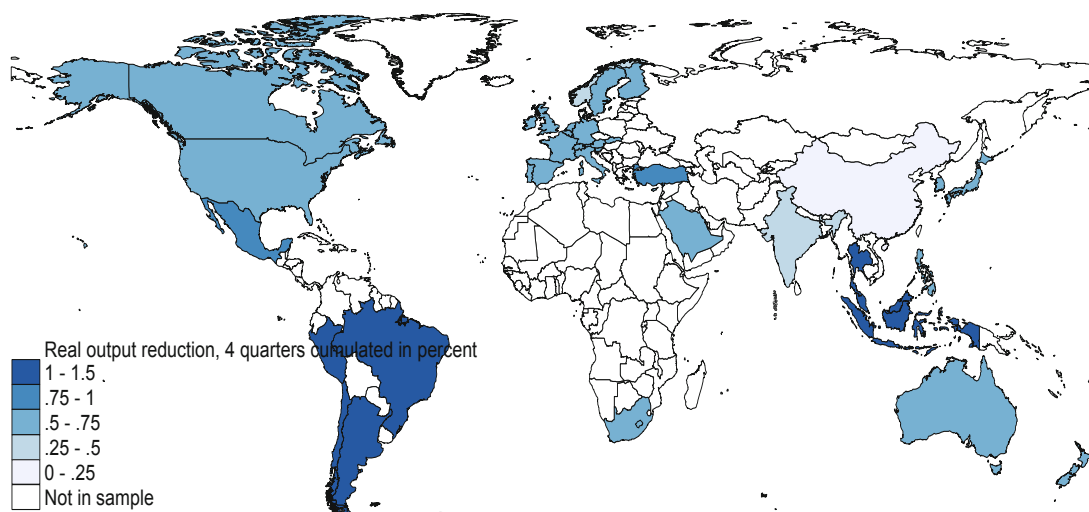 Real output reduction, 4 quarters cumulated in percent
1 - 1.5
.75 - 1
.5 - .75
.25 - .5
0 - .25
Not in sample